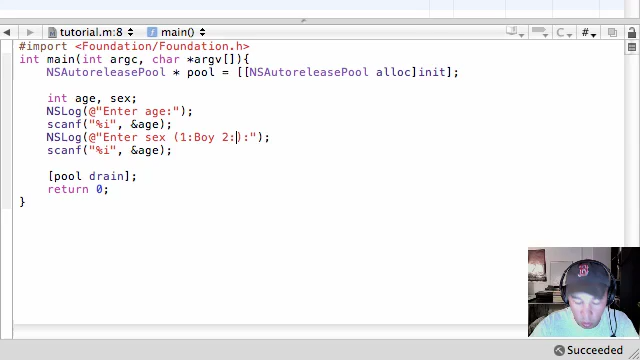 tutorial.m:8 main()
#import <Foundation/Foundation.h>
int main(int argc, char *argv[]){
NSAutoreleasePool * pool = [[NSAutoreleasePool alloc]init];
int age, sex;
NSLog(@"Enter age:");
scanf("%i", &age);
NSLog(@"Enter sex (1:Boy 2:):");
scanf("%i", &age);
[pool drain];
return 0;
}
Succeeded